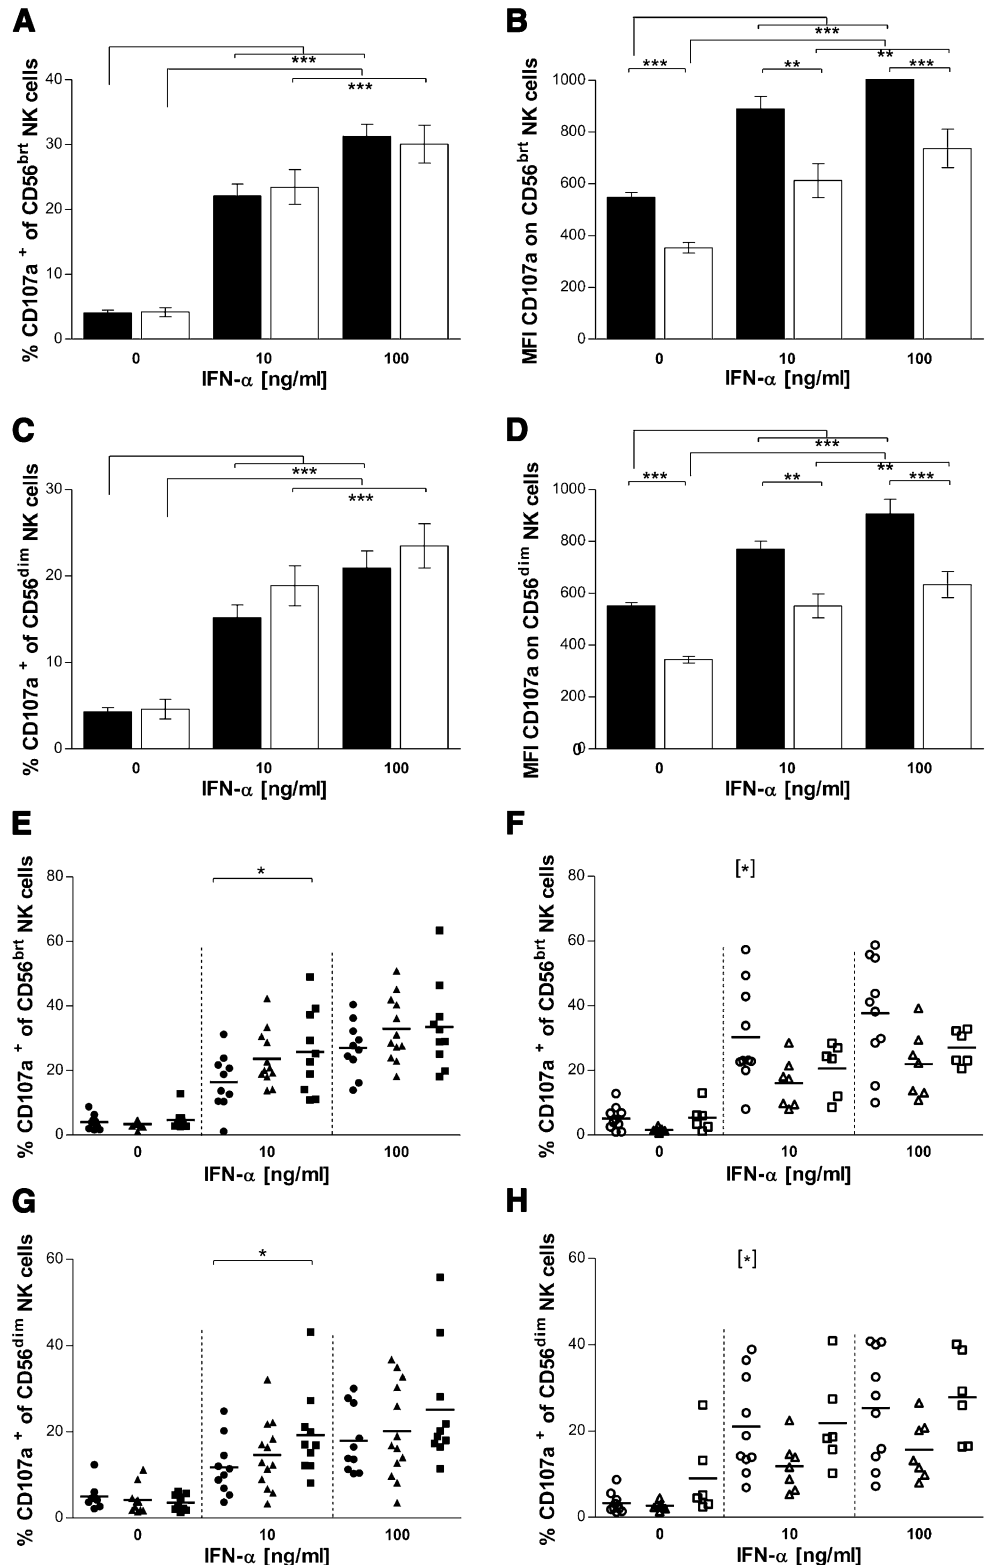 A
% CD107a + of CD56brt NK cells
40
30
20
10
0
***
***
0 10 100
IFN-α [ng/ml]
B
MFI CD107a on CD56brt NK cells
1000
800
600
400
200
0
***
**
*** ** ***
0 10 100
IFN-α [ng/ml]
C
% CD107a + of CD56dim NK cells
30
20
10
0
***
***
0 10 100
IFN-α [ng/ml]
D
MFI CD107a on CD56dim NK cells
1000
800
600
400
200
0
***
**
*** ** ***
0 10 100
IFN-α [ng/ml]
E
% CD107a + of CD56brt NK cells
80
60
40
20
0
*
0 10 100
IFN-α [ng/ml]
F
% CD107a + of CD56brt NK cells
80
60
40
20
0
[*]
0 10 100
IFN-α [ng/ml]
G
% CD107a + of CD56dim NK cells
60
40
20
0
*
0 10 100
IFN-α [ng/ml]
H
% CD107a + of CD56dim NK cells
60
40
20
0
[*]
0 10 100
IFN-α [ng/ml]